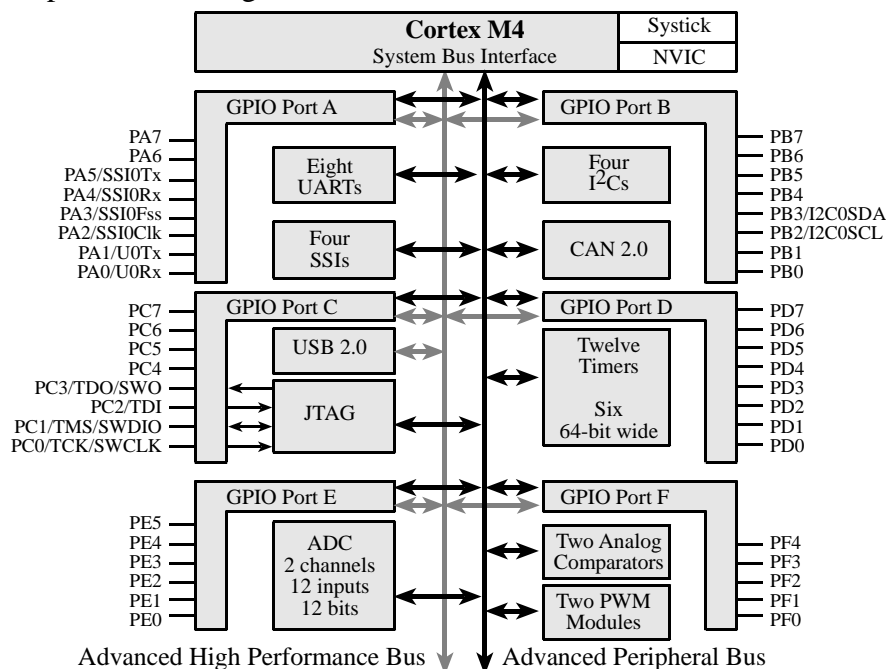 Cortex M4
System Bus Interface
Systick
NVIC
GPIO Port A
PA7
PA6
PA5/SSI0Tx
PA4/SSI0Rx
PA3/SSI0Fss
PA2/SSI0Clk
PA1/U0Tx
PA0/U0Rx
Eight
UARTs
Four
SSIs
GPIO Port B
Four
I2Cs
CAN 2.0
PB7
PB6
PB5
PB4
PB3/I2C0SDA
PB2/I2C0SCL
PB1
PB0
GPIO Port C
PC7
PC6
PC5
PC4
PC3/TDO/SWO
PC2/TDI
PC1/TMS/SWDIO
PC0/TCK/SWCLK
USB 2.0
JTAG
GPIO Port D
Twelve
Timers
Six
64-bit wide
PD7
PD6
PD5
PD4
PD3
PD2
PD1
PD0
GPIO Port E
PE5
PE4
PE3
PE2
PE1
PE0
ADC
2 channels
12 inputs
12 bits
GPIO Port F
Two Analog
Comparators
Two PWM
Modules
PF4
PF3
PF2
PF1
PF0
Advanced High Performance Bus
Advanced Peripheral Bus